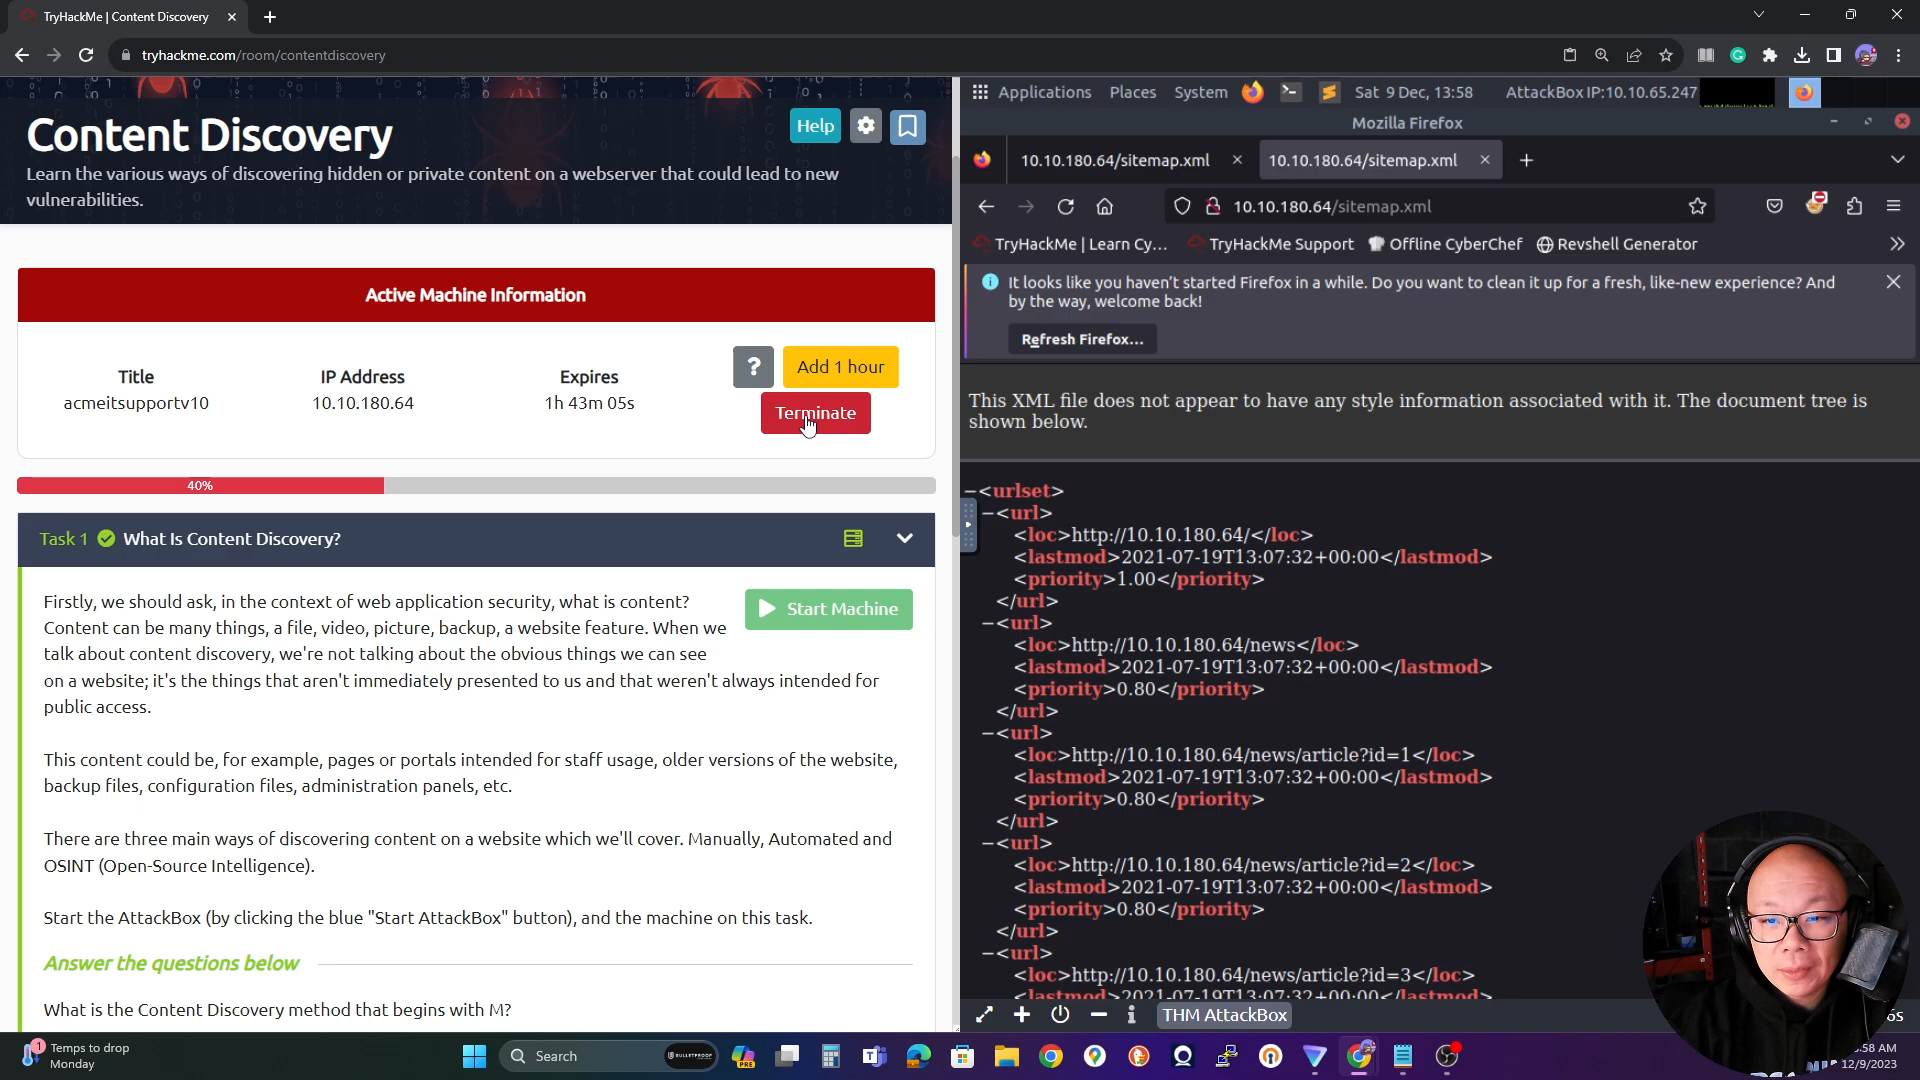 TryHackMe | Content Discovery
tryhackme.com/room/contentdiscovery
Content Discovery
Help
Learn the various ways of discovering hidden or private content on a webserver that could lead to new
vulnerabilities.
Active Machine Information
Title
IP Address
Expires
? Add 1 hour
acmeitsupportv10
10.10.180.64
1h 43m 05s
Terminate
40%
Task 1 What Is Content Discovery?
Firstly, we should ask, in the context of web application security, what is content?
Start Machine
Content can be many things, a file, video, picture, backup, a website feature. When we
talk about content discovery, we're not talking about the obvious things we can see
on a website; it's the things that aren't immediately presented to us and that weren't always intended for
public access.
This content could be, for example, pages or portals intended for staff usage, older versions of the website,
backup files, configuration files, administration panels, etc.
There are three main ways of discovering content on a website which we'll cover. Manually, Automated and
OSINT (Open-Source Intelligence).
Start the AttackBox (by clicking the blue "Start AttackBox" button), and the machine on this task.
Answer the questions below
What is the Content Discovery method that begins with M?
Applications Places System Sat 9 Dec, 13:58 AttackBox IP:10.10.65.247
Mozilla Firefox
10.10.180.64/sitemap.xml
10.10.180.64/sitemap.xml
10.10.180.64/sitemap.xml
TryHackMe | Learn Cy... TryHackMe Support Offline CyberChef Revshell Generator
It looks like you haven't started Firefox in a while. Do you want to clean it up for a fresh, like-new experience? And
by the way, welcome back!
Refresh Firefox...
This XML file does not appear to have any style information associated with it. The document tree is
shown below.
−<urlset>
−<url>
<loc>http://10.10.180.64/</loc>
<lastmod>2021-07-19T13:07:32+00:00</lastmod>
<priority>1.00</priority>
</url>
−<url>
<loc>http://10.10.180.64/news</loc>
<lastmod>2021-07-19T13:07:32+00:00</lastmod>
<priority>0.80</priority>
</url>
−<url>
<loc>http://10.10.180.64/news/article?id=1</loc>
<lastmod>2021-07-19T13:07:32+00:00</lastmod>
<priority>0.80</priority>
</url>
−<url>
<loc>http://10.10.180.64/news/article?id=2</loc>
<lastmod>2021-07-19T13:07:32+00:00</lastmod>
<priority>0.80</priority>
</url>
−<url>
<loc>http://10.10.180.64/news/article?id=3</loc>
<lastmod>2021-07-19T13:07:32+00:00</lastmod>
THM AttackBox
1
Temps to drop
Monday
Search
BULLETPROOF
PRE
:58 AM
12/9/2023